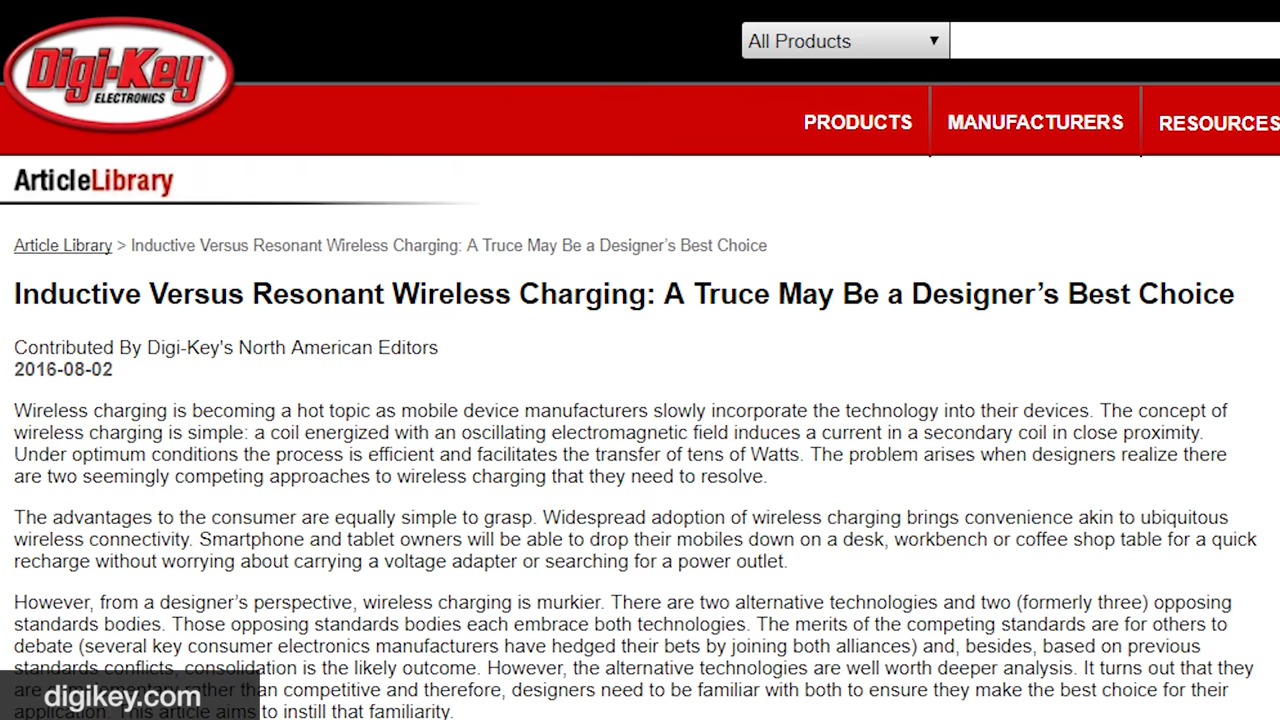 Digi-Key
ELECTRONICS
All Products
PRODUCTS
MANUFACTURERS
RESOURCES
ArticleLibrary
Article Library > Inductive Versus Resonant Wireless Charging: A Truce May Be a Designer’s Best Choice
Inductive Versus Resonant Wireless Charging: A Truce May Be a Designer’s Best Choice
Contributed By Digi-Key’s North American Editors
2016-08-02
Wireless charging is becoming a hot topic as mobile device manufacturers slowly incorporate the technology into their devices. The concept of
wireless charging is simple: a coil energized with an oscillating electromagnetic field induces a current in a secondary coil in close proximity.
Under optimum conditions the process is efficient and facilitates the transfer of tens of Watts. The problem arises when designers realize there
are two seemingly competing approaches to wireless charging that they need to resolve.
The advantages to the consumer are equally simple to grasp. Widespread adoption of wireless charging brings convenience akin to ubiquitous
wireless connectivity. Smartphone and tablet owners will be able to drop their mobiles down on a desk, workbench or coffee shop table for a quick
recharge without worrying about carrying a voltage adapter or searching for a power outlet.
However, from a designer’s perspective, wireless charging is murkier. There are two alternative technologies and two (formerly three) opposing
standards bodies. Those opposing standards bodies each embrace both technologies. The merits of the competing standards are for others to
debate (several key consumer electronics manufacturers have hedged their bets by joining both alliances) and, besides, based on previous
standards conflicts, consolidation is the likely outcome. However, the alternative technologies are well worth deeper analysis. It turns out that they
are complementary rather than competitive and therefore, designers need to be familiar with both to ensure they make the best choice for their
application. This article aims to instill that familiarity.
digikey.com